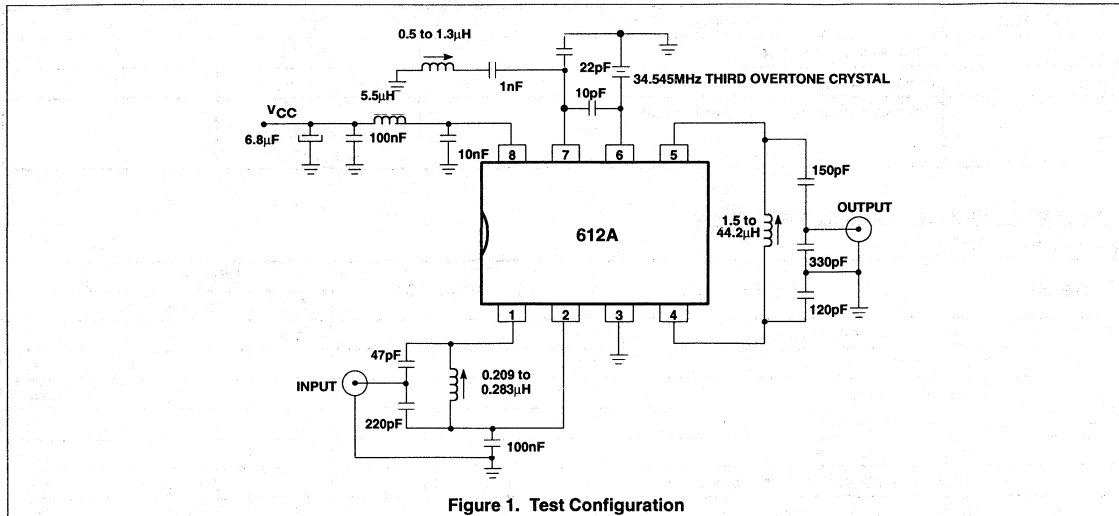 0.5 to 1.3μH
22pF
34.545MHz THIRD OVERTONE CRYSTAL
1nF
5.5μH
10pF
VCC
6.8μF
100nF
10nF
8
7
6
5
150pF
OUTPUT
1.5 to
44.2μH
612A
330pF
120pF
1
2
3
4
47pF
INPUT
0.209 to
0.283μH
220pF
100nF
Figure 1. Test Configuration